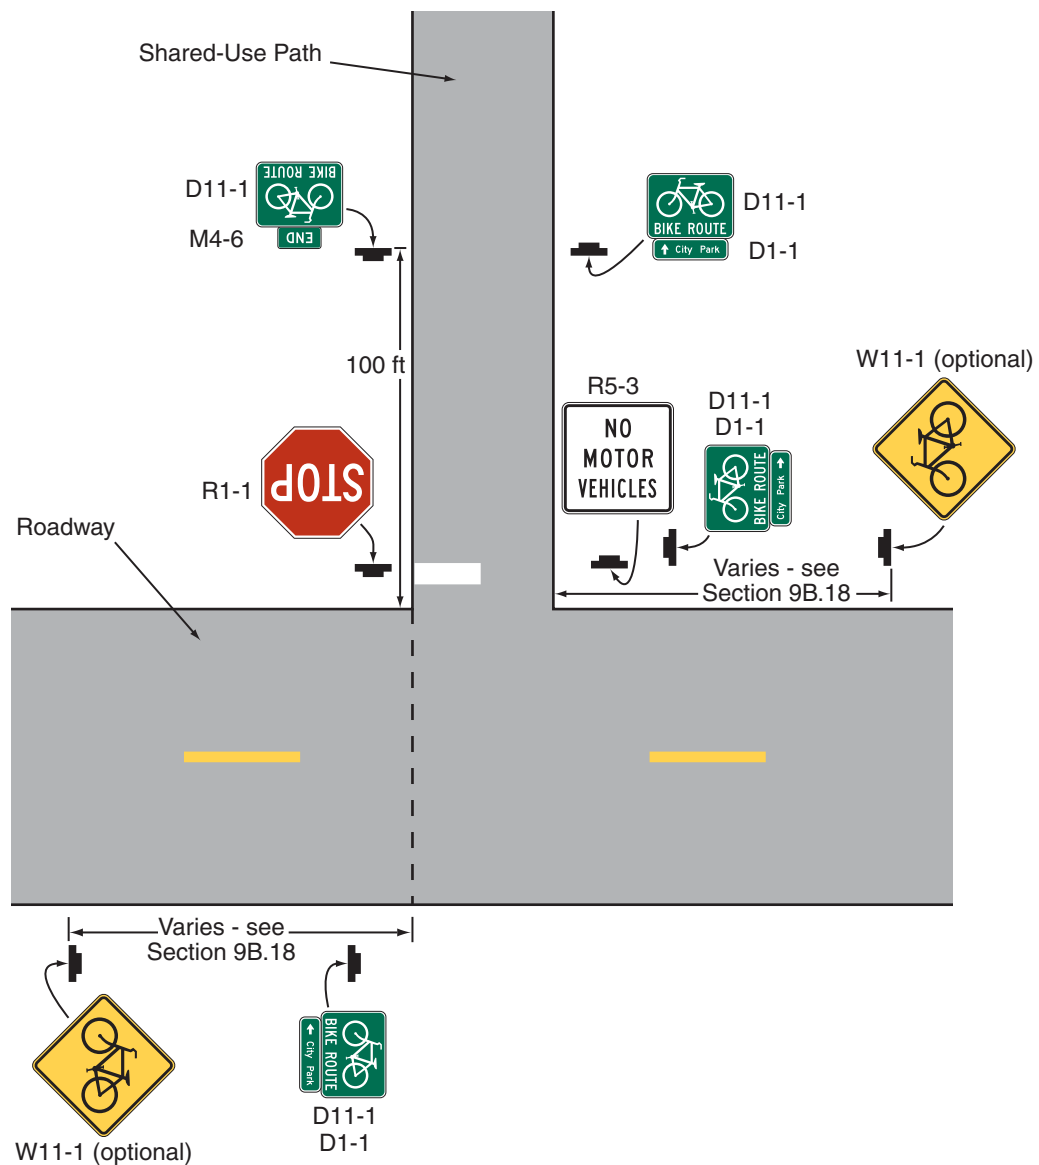 Shared-Use Path
D11-1
M4-6
BIKE ROUTE
END
BIKE ROUTE
↑ City Park
D11-1
D1-1
100 ft
W11-1 (optional)
R5-3
NO
MOTOR
VEHICLES
D11-1
D1-1
BIKE ROUTE
City Park →
R1-1
STOP
Roadway
Varies - see
Section 9B.18
Varies - see
Section 9B.18
← City Park
BIKE ROUTE
D11-1
D1-1
W11-1 (optional)